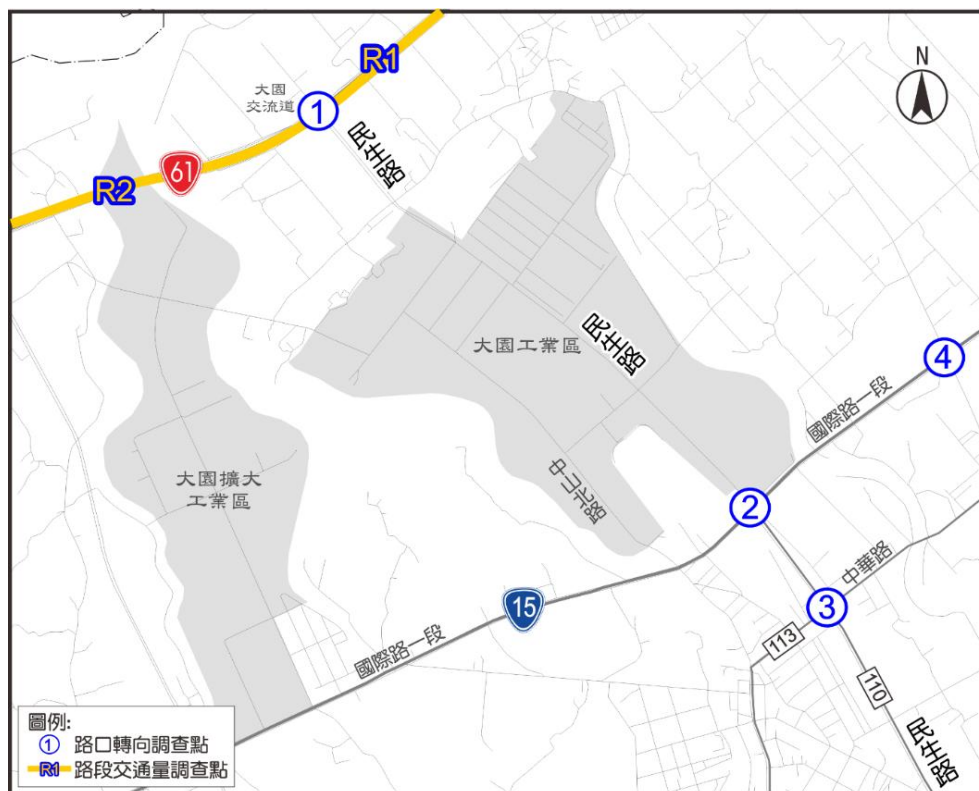 R1
N
大園
交流道
1
民生路
61
R2
大園工業區
民生路
4
國際路一段
大園擴大
工業區
中山北路
2
中華路
15
3
113
國際路一段
110
民生路
圖例:
1 路口轉向調查點
R1 路段交通量調查點